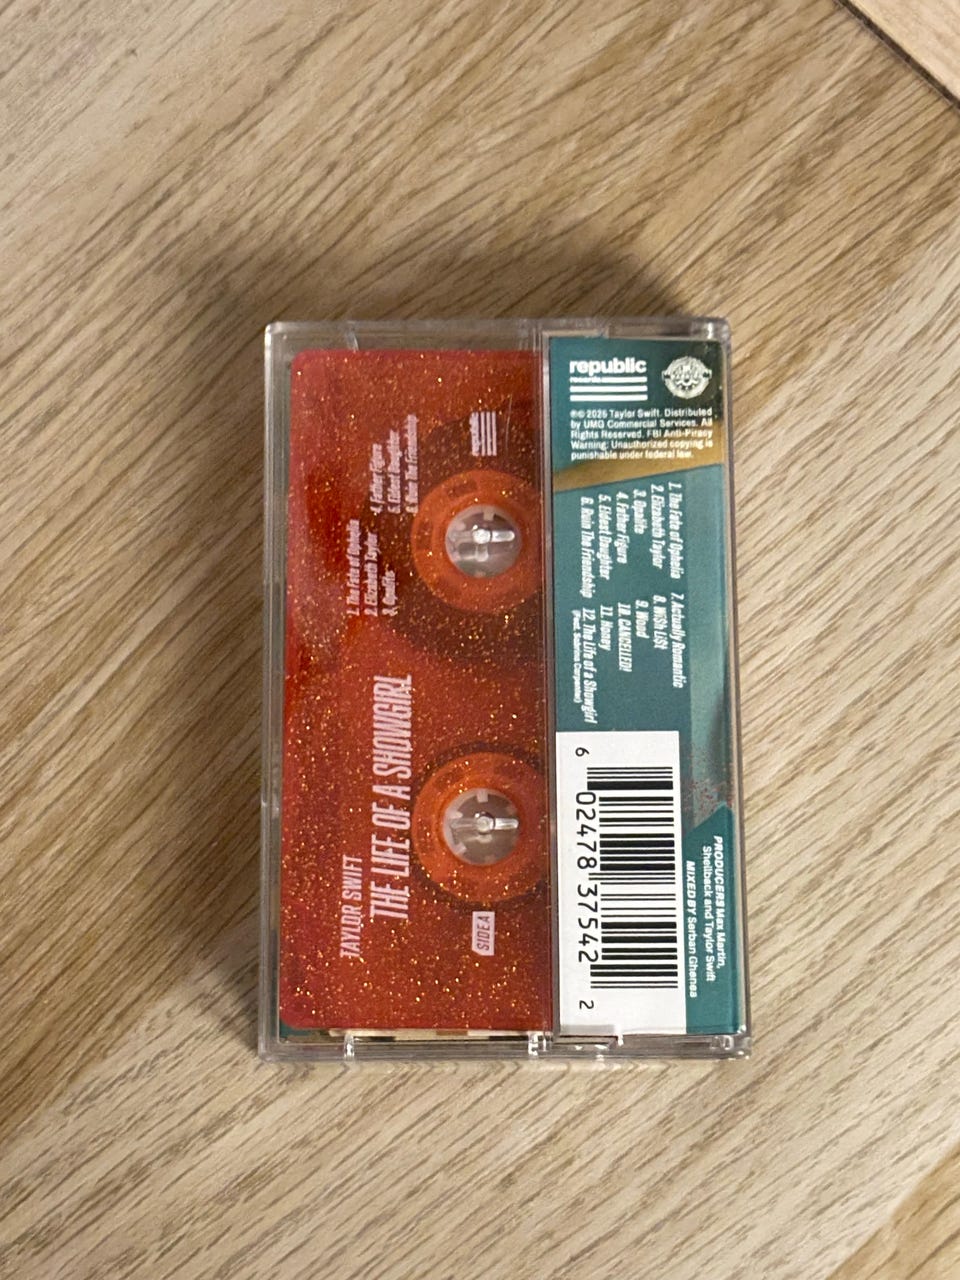 TAYLOR SWIFT
THE LIFE OF A SHOWGIRL
SIDE A
1. The Fate of Ophelia
2. Elizabeth Taylor
3. Opalite
4. Father Figure
5. Eldest Daughter
6. Ruin The Friendship
republic
records
℗© 2025 Taylor Swift. Distributed
by UMG Commercial Services. All
Rights Reserved. FBI Anti-Piracy
Warning: Unauthorized copying is
punishable under federal law.
1. The Fate of Ophelia
2. Elizabeth Taylor
3. Opalite
4. Father Figure
5. Eldest Daughter
6. Ruin The Friendship
7. Actually Romantic
8. Wi$h Li$t
9. Wood
10. CANCELLED!
11. Honey
12. The Life of a Showgirl
(Feat. Sabrina Carpenter)
6 02478 37542 2
PRODUCERS Max Martin,
Shellback and Taylor Swift
MIXED BY Serban Ghenea